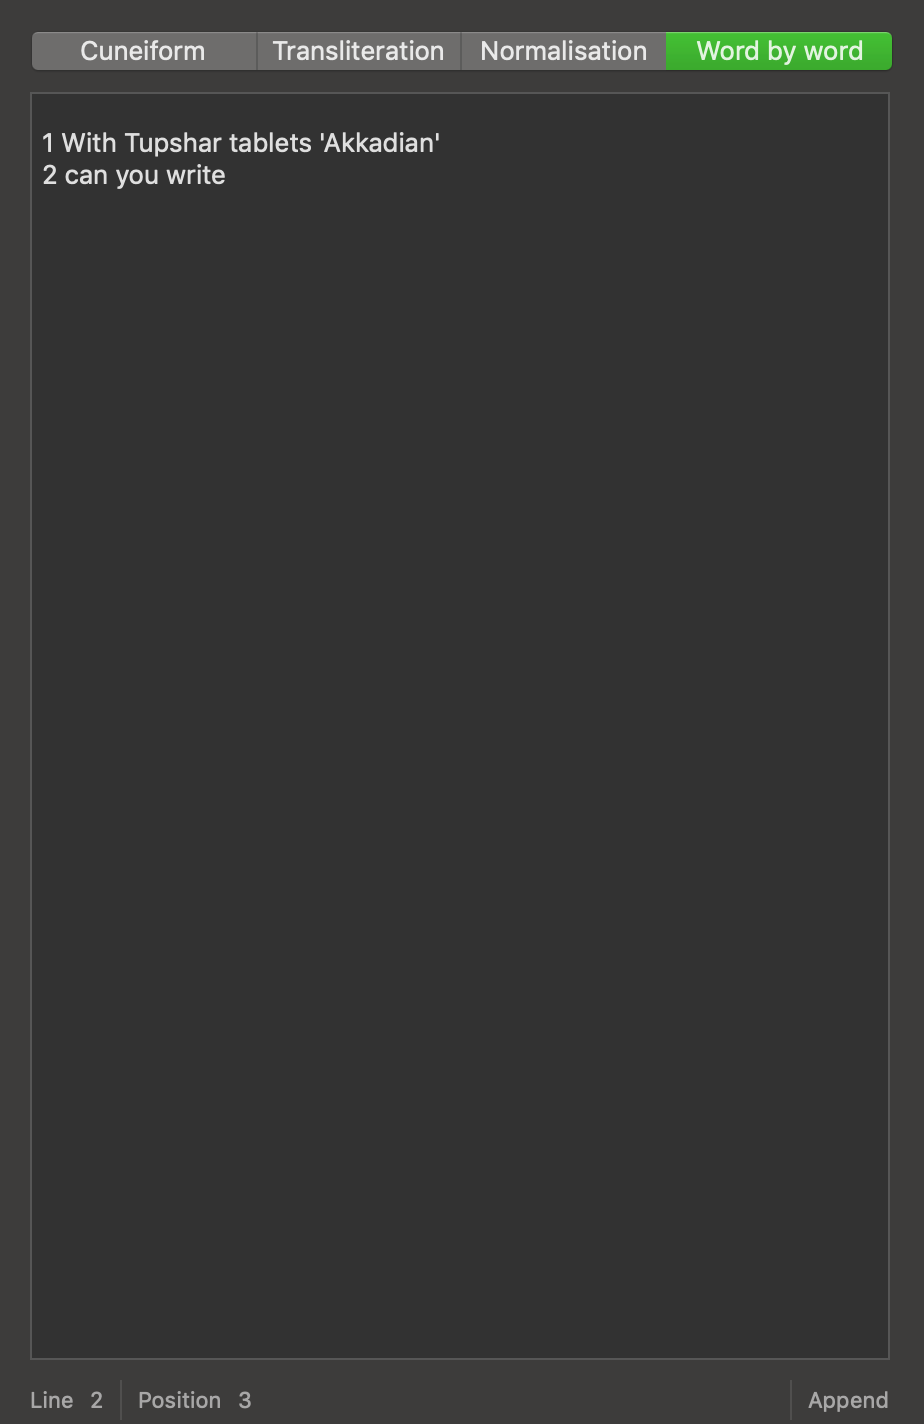 Cuneiform Transliteration Normalisation Word by word
1 With Tupshar tablets 'Akkadian'
2 can you write
Line 2 Position 3 Append